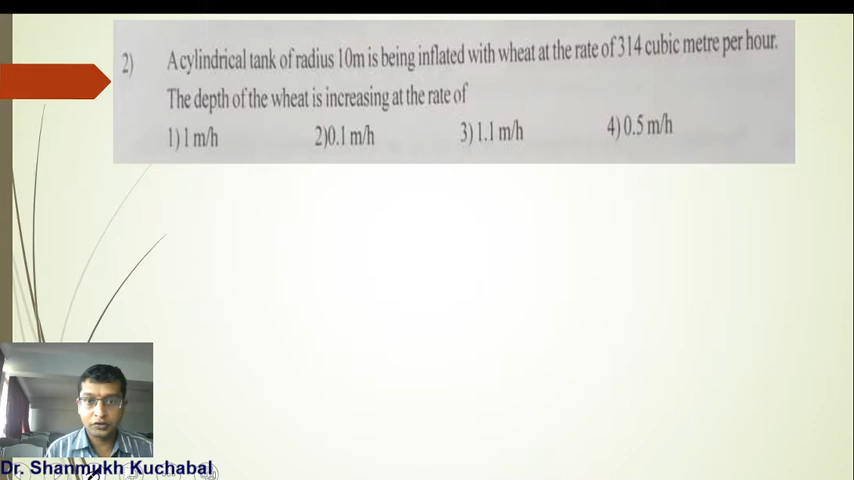 2) A cylindrical tank of radius 10m is being inflated with wheat at the rate of 314 cubic metre per hour.
The depth of the wheat is increasing at the rate of
1) 1 m/h 2)0.1 m/h 3) 1.1 m/h 4) 0.5 m/h
Dr. Shanmukh Kuchabal